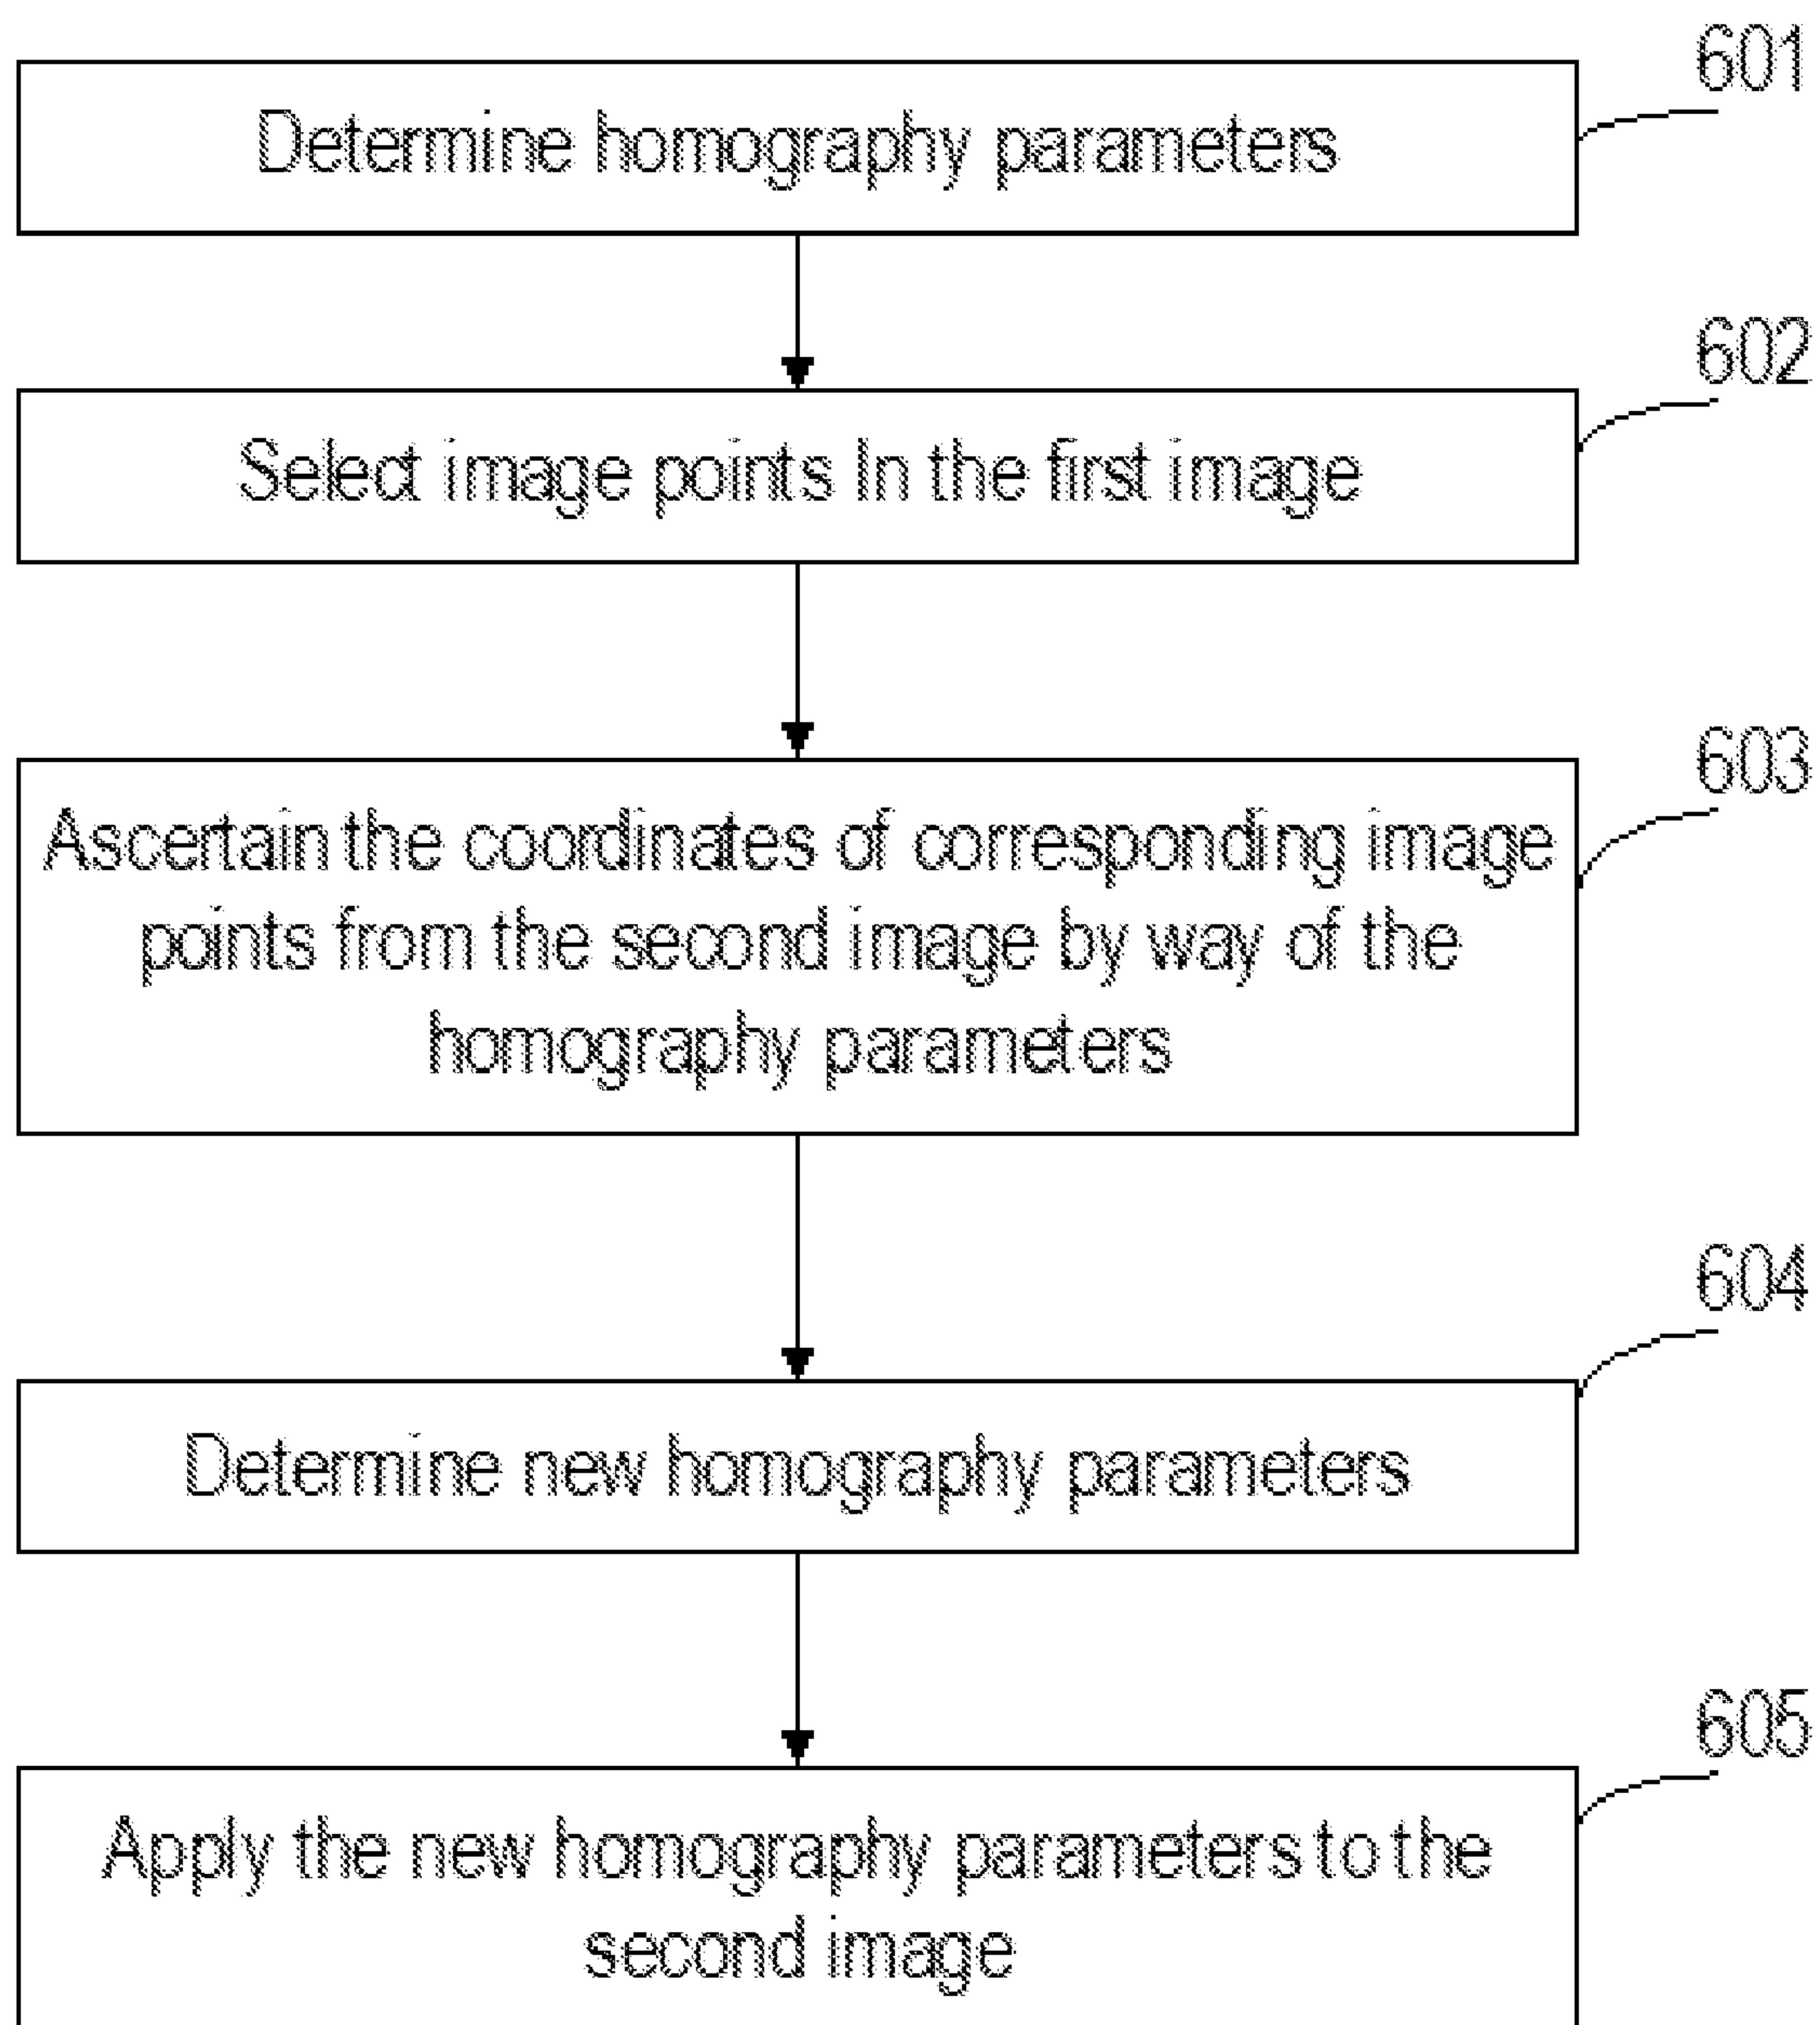 601
Determine homography parameters
602
Select image points In the first image
603
Ascertain the coordinates of corresponding image
points from the second image by way of the
homography parameters
604
Determine new homography parameters
605
Apply the new homography parameters to the
second image